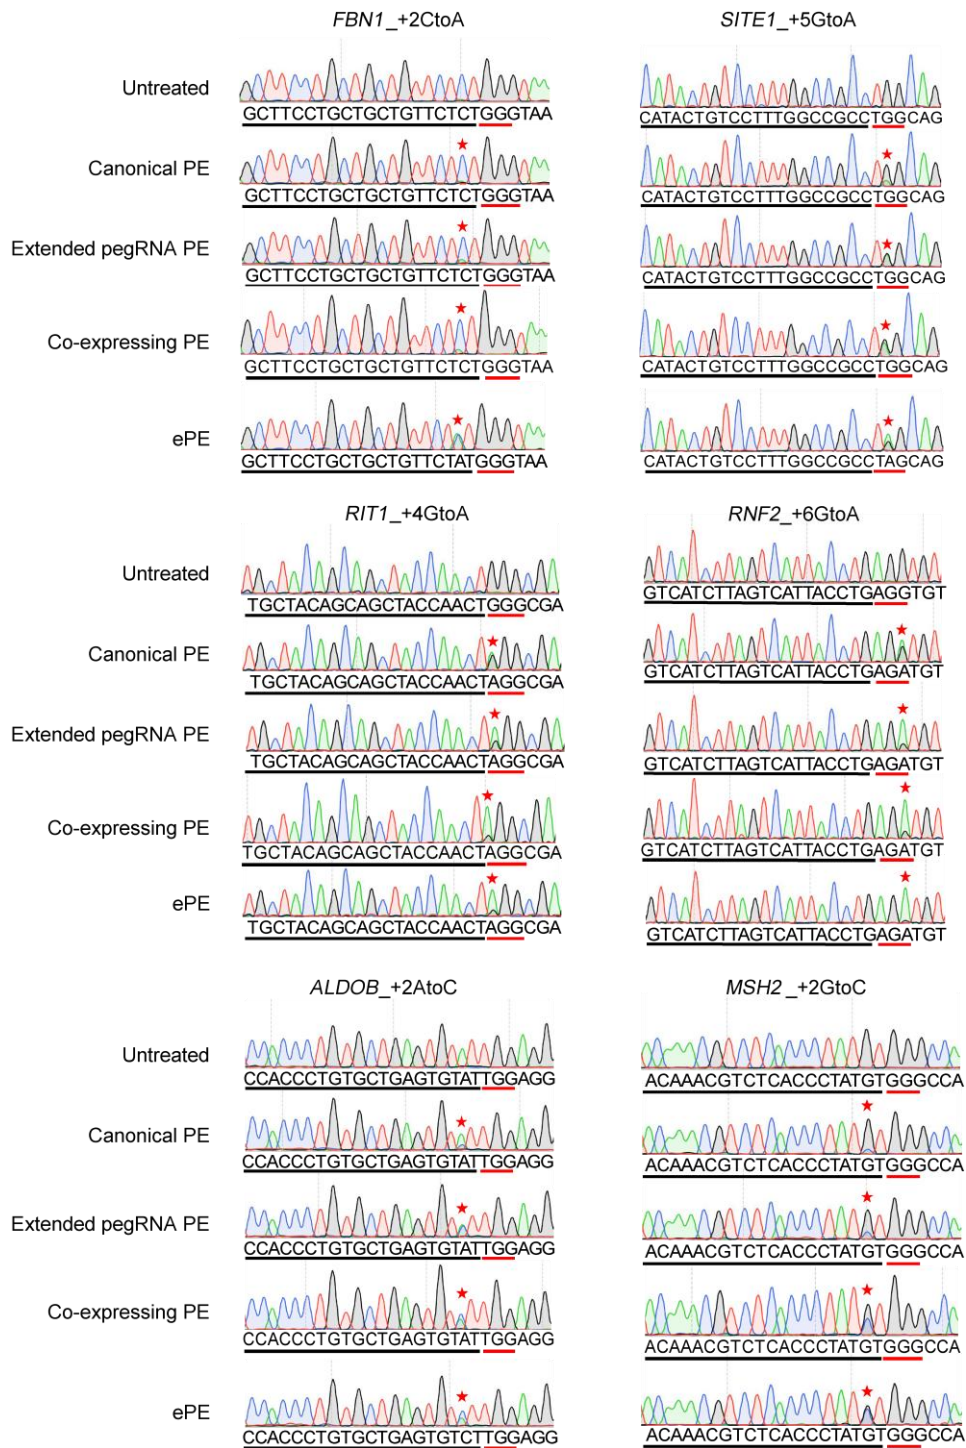 FBN1_+2CtoA
SITE1_+5GtoA
Untreated
GCTTCCTGCTGCTGTTCTCTGGGTAA
CATACTGTCCTTTGGCCGCCTGGCAG
Canonical PE
GCTTCCTGCTGCTGTTCTCTGGGTAA
CATACTGTCCTTTGGCCGCCTGGCAG
Extended pegRNA PE
GCTTCCTGCTGCTGTTCTCTGGGTAA
CATACTGTCCTTTGGCCGCCTGGCAG
Co-expressing PE
GCTTCCTGCTGCTGTTCTCTGGGTAA
CATACTGTCCTTTGGCCGCCTGGCAG
ePE
GCTTCCTGCTGCTGTTCTATGGGTAA
CATACTGTCCTTTGGCCGCCTAGCAG
RIT1_+4GtoA
RNF2_+6GtoA
Untreated
TGCTACAGCAGCTACCAACTGGGCGA
GTCATCTTAGTCATTACCTGAGGTGT
Canonical PE
TGCTACAGCAGCTACCAACTAGGCGA
GTCATCTTAGTCATTACCTGAGATGT
Extended pegRNA PE
TGCTACAGCAGCTACCAACTAGGCGA
GTCATCTTAGTCATTACCTGAGATGT
Co-expressing PE
TGCTACAGCAGCTACCAACTAGGCGA
GTCATCTTAGTCATTACCTGAGATGT
ePE
TGCTACAGCAGCTACCAACTAGGCGA
GTCATCTTAGTCATTACCTGAGATGT
ALDOB_+2AtoC
MSH2_+2GtoC
Untreated
CCACCCTGTGCTGAGTGTATTGGAGG
ACAAACGTCTCACCCTATGTGGGCCA
Canonical PE
CCACCCTGTGCTGAGTGTATTGGAGG
ACAAACGTCTCACCCTATGTGGGCCA
Extended pegRNA PE
CCACCCTGTGCTGAGTGTATTGGAGG
ACAAACGTCTCACCCTATGTGGGCCA
Co-expressing PE
CCACCCTGTGCTGAGTGTATTGGAGG
ACAAACGTCTCACCCTATGTGGGCCA
ePE
CCACCCTGTGCTGAGTGTCTTGGAGG
ACAAACGTCTCACCCTATGTGGGCCA